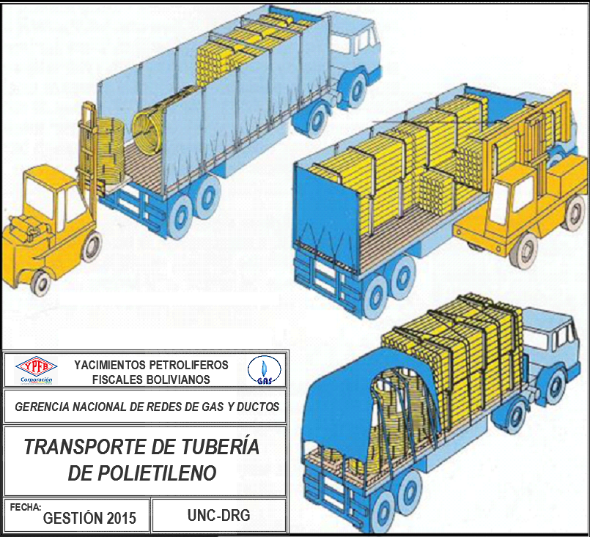 YPFB
Corporación
YACIMIENTOS PETROLIFEROS
FISCALES BOLIVIANOS
GAS
GERENCIA NACIONAL DE REDES DE GAS Y DUCTOS
TRANSPORTE DE TUBERÍA
DE POLIETILENO
FECHA:
GESTIÓN 2015
UNC-DRG